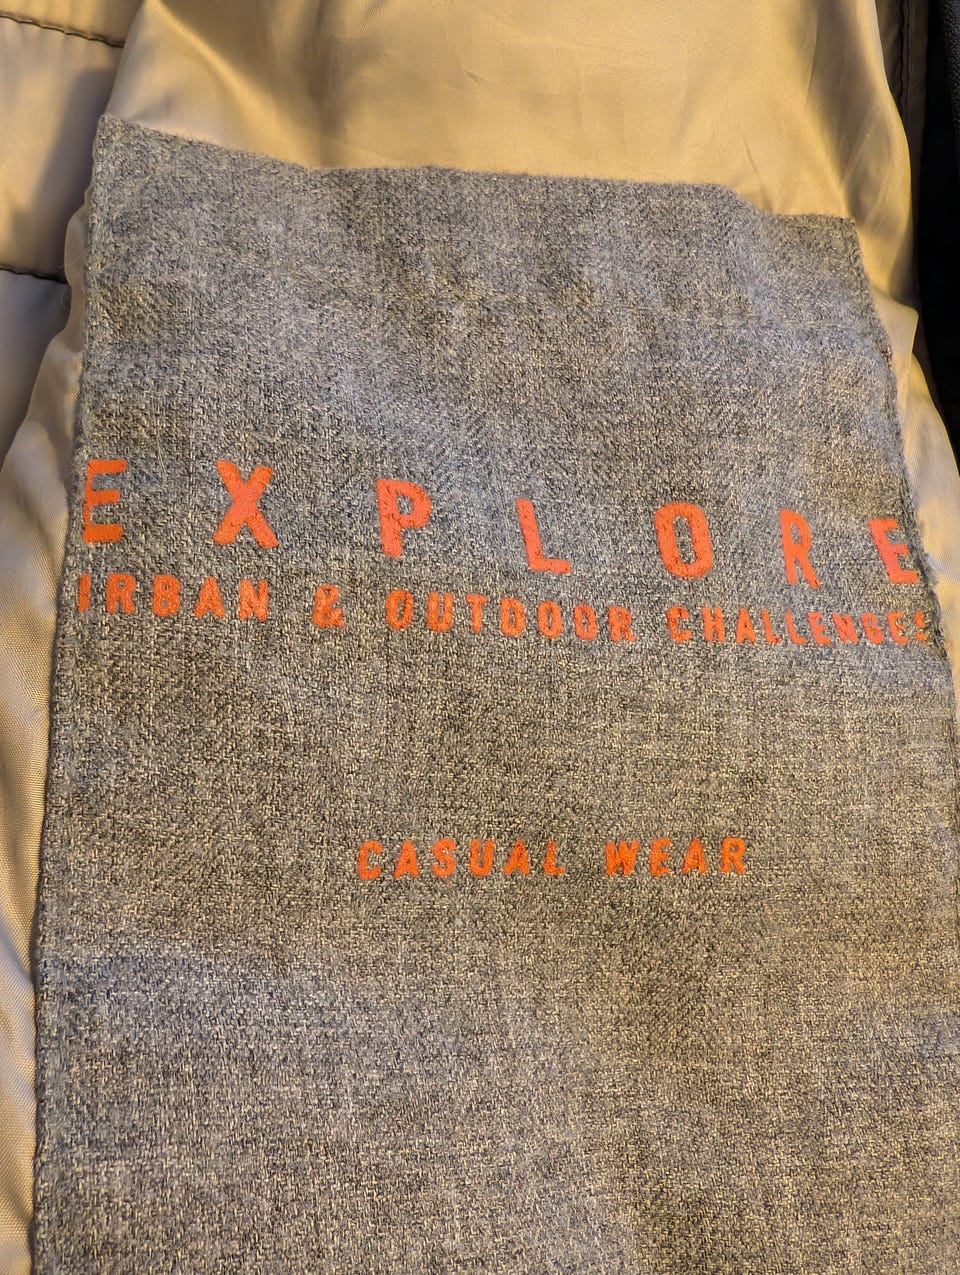 EXPLORE
URBAN & OUTDOOR CHALLENGES
CASUAL WEAR